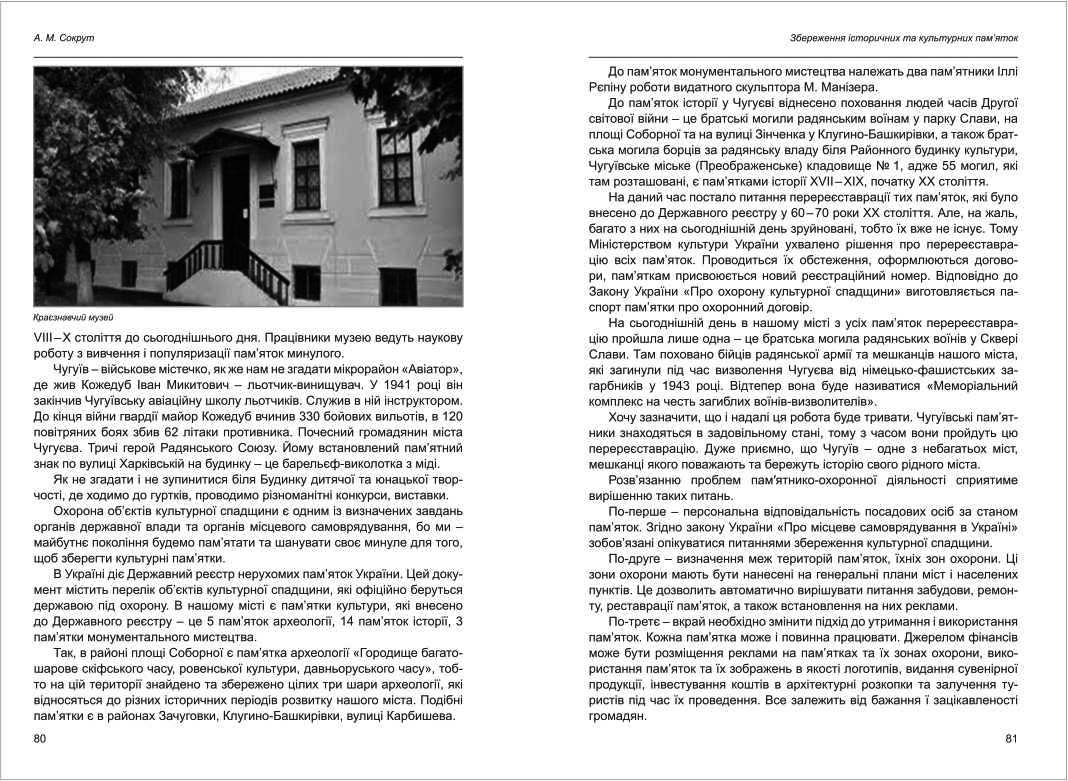 А. М. Сокрут
Краєзнавчий музей
VIII – X століття до сьогоднішнього дня. Працівники музею ведуть наукову
роботу з вивчення і популяризації пам’яток минулого.
Чугуїв – військове містечко, як же нам не згадати мікрорайон «Авіатор»,
де жив Кожедуб Іван Микитович – льотчик-винищувач. У 1941 році він
закінчив Чугуївську авіаційну школу льотчиків. Служив в ній інструктором.
До кінця війни гвардії майор Кожедуб вчинив 330 бойових вильотів, в 120
повітряних боях збив 62 літаки противника. Почесний громадянин міста
Чугуєва. Тричі герой Радянського Союзу. Йому встановлений пам’ятний
знак по вулиці Харківській на будинку – це барельєф-виколотка з міді.
Як не згадати і не зупинитися біля Будинку дитячої та юнацької твор-
чості, де ходимо до гуртків, проводимо різноманітні конкурси, виставки.
Охорона об’єктів культурної спадщини є одним із визначених завдань
органів державної влади та органів місцевого самоврядування, бо ми –
майбутнє покоління будемо пам’ятати та шанувати своє минуле для того,
щоб зберегти культурні пам’ятки.
В Україні діє Державний реєстр нерухомих пам’яток України. Цей доку-
мент містить перелік об’єктів культурної спадщини, які офіційно беруться
державою під охорону. В нашому місті є пам’ятки культури, які внесено
до Державного реєстру – це 5 пам’яток археології, 14 пам’яток історії, 3
пам’ятки монументального мистецтва.
Так, в районі площі Соборної є пам’ятка археології «Городище багато-
шарове скіфського часу, ровенської культури, давньоруського часу», тоб-
то на цій території знайдено та збережено цілих три шари археології, які
відносяться до різних історичних періодів розвитку нашого міста. Подібні
пам’ятки є в районах Зачуговки, Клугино-Башкирівки, вулиці Карбишева.
80
Збереження історичних та культурних пам’яток
До пам’яток монументального мистецтва належать два пам’ятники Іллі
Рєпіну роботи видатного скульптора М. Манізера.
До пам’яток історії у Чугуєві віднесено поховання людей часів Другої
світової війни – це братські могили радянським воїнам у парку Слави, на
площі Соборної та на вулиці Зінченка у Клугино-Башкирівки, а також брат-
ська могила борців за радянську владу біля Районного будинку культури,
Чугуївське міське (Преображенське) кладовище № 1, адже 55 могил, які
там розташовані, є пам’ятками історії XVII – XIX, початку XX століття.
На даний час постало питання перереєстрації тих пам’яток, які було
внесено до Державного реєстру у 60 – 70 роки XX століття. Але, на жаль,
багато з них на сьогоднішній день зруйновані, тобто їх вже не існує. Тому
Міністерством культури України ухвалено рішення про перереєстрава-
цію всіх пам’яток. Проводиться їх обстеження, оформлюються догово-
ри, пам’яткам присвоюється новий реєстраційний номер. Відповідно до
Закону України «Про охорону культурної спадщини» виготовляється па-
спорт пам’ятки про охоронний договір.
На сьогоднішній день в нашому місті з усіх пам’яток перереєстрава-
цію пройшла лише одна – це братська могила радянських воїнів у Сквері
Слави. Там поховано бійців радянської армії та мешканців нашого міста,
які загинули під час визволення Чугуєва від німецько-фашистських за-
гарбників у 1943 році. Відтепер вона буде називатися «Меморіальний
комплекс на честь загиблих воїнів-визволителів».
Хочу зазначити, що і надалі ця робота буде тривати. Чугуївські пам’ят-
ники знаходяться в задовільному стані, тому з часом вони пройдуть цю
перереєстрацію. Дуже приємно, що Чугуїв – одне з небагатьох міст,
мешканці якого поважають та бережуть історію свого рідного міста.
Розв’язанню проблем пам’ятнико-охоронної діяльності сприятиме
вирішенню таких питань.
По-перше – персональна відповідальність посадових осіб за станом
пам’яток. Згідно закону України «Про місцеве самоврядування в Україні»
зобов’язані опікуватися питаннями збереження культурної спадщини.
По-друге – визначення меж територій пам’яток, їхніх зон охорони. Ці
зони охорони мають бути нанесені на генеральні плани міст і населених
пунктів. Це дозволить автоматично вирішувати питання забудови, ремон-
ту, реставрації пам’яток, а також встановлення на них реклами.
По-третє – вкрай необхідно змінити підхід до утримання і використання
пам’яток. Кожна пам’ятка може і повинна працювати. Джерелом фінансів
може бути розміщення реклами на пам’ятках та їх зонах охорони, вико-
ристання пам’яток та їх зображень в якості логотипів, видання сувенірної
продукції, інвестування коштів в архітектурні розкопки та залучення ту-
ристів під час їх проведення. Все залежить від бажання ї зацікавленості
громадян.
81